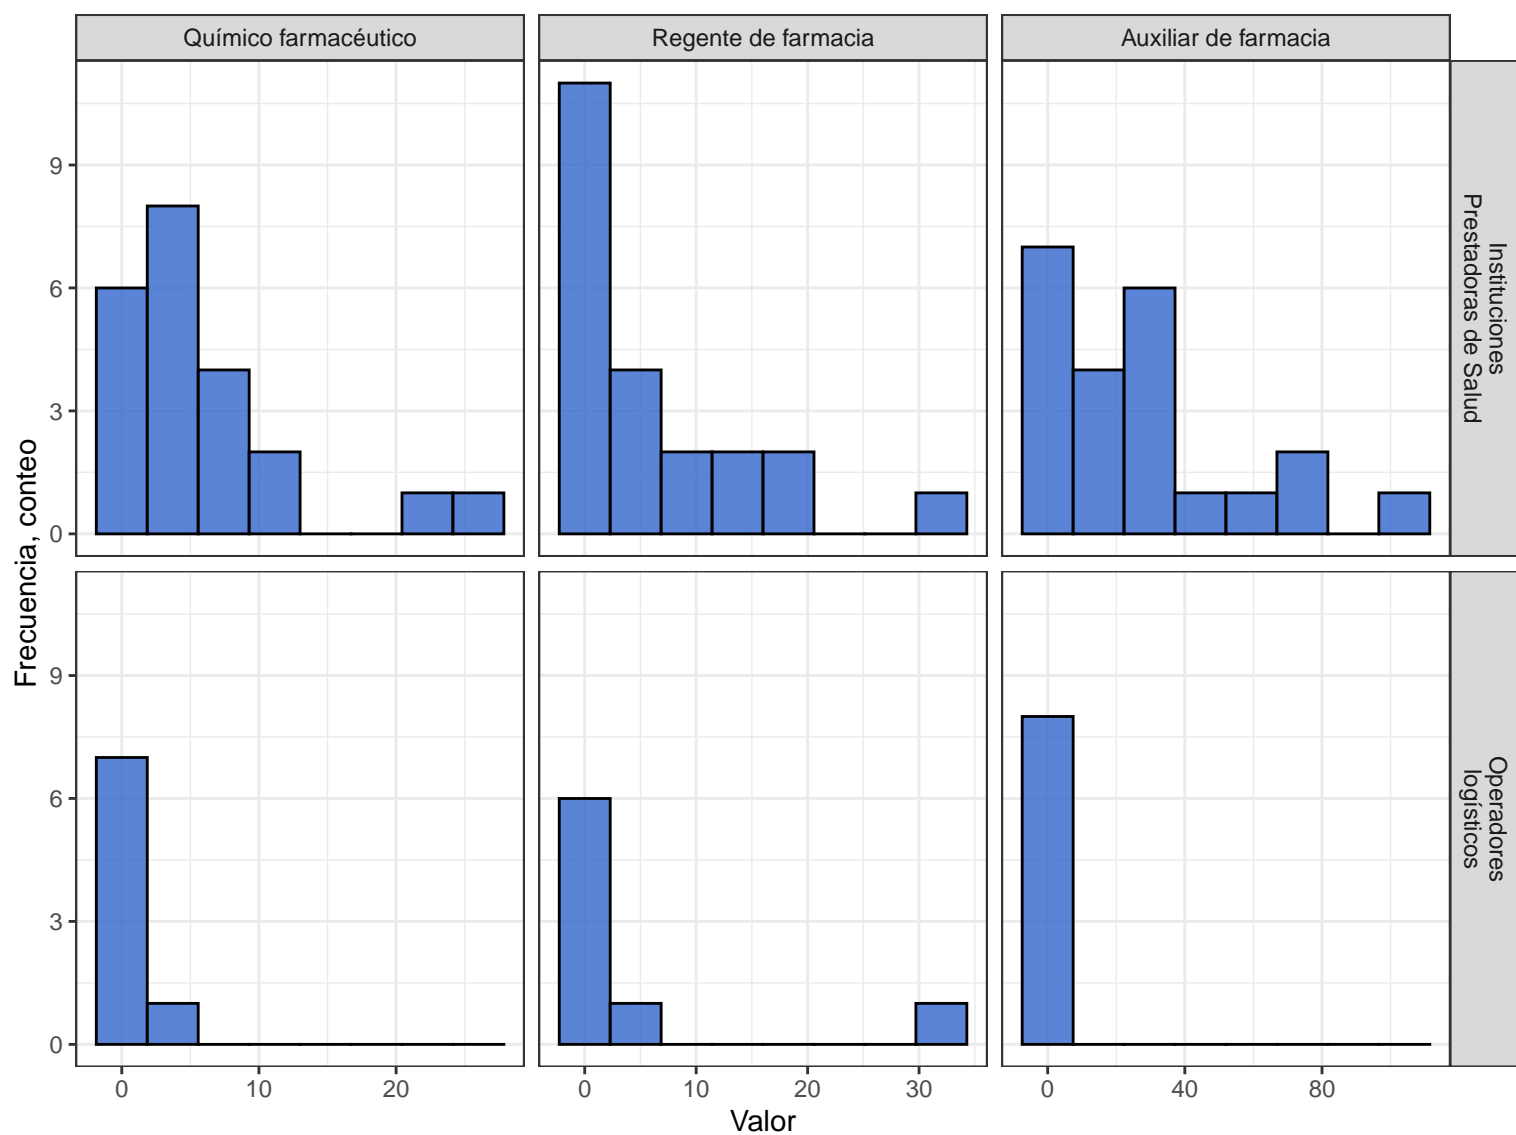 Químico farmacéutico
Regente de farmacia
Auxiliar de farmacia
Instituciones
Prestadoras de Salud
Operadores
logísticos
Frecuencia, conteo
9
6
3
0
9
6
3
0
0 10 20
0 10 20 30
0 40 80
Valor